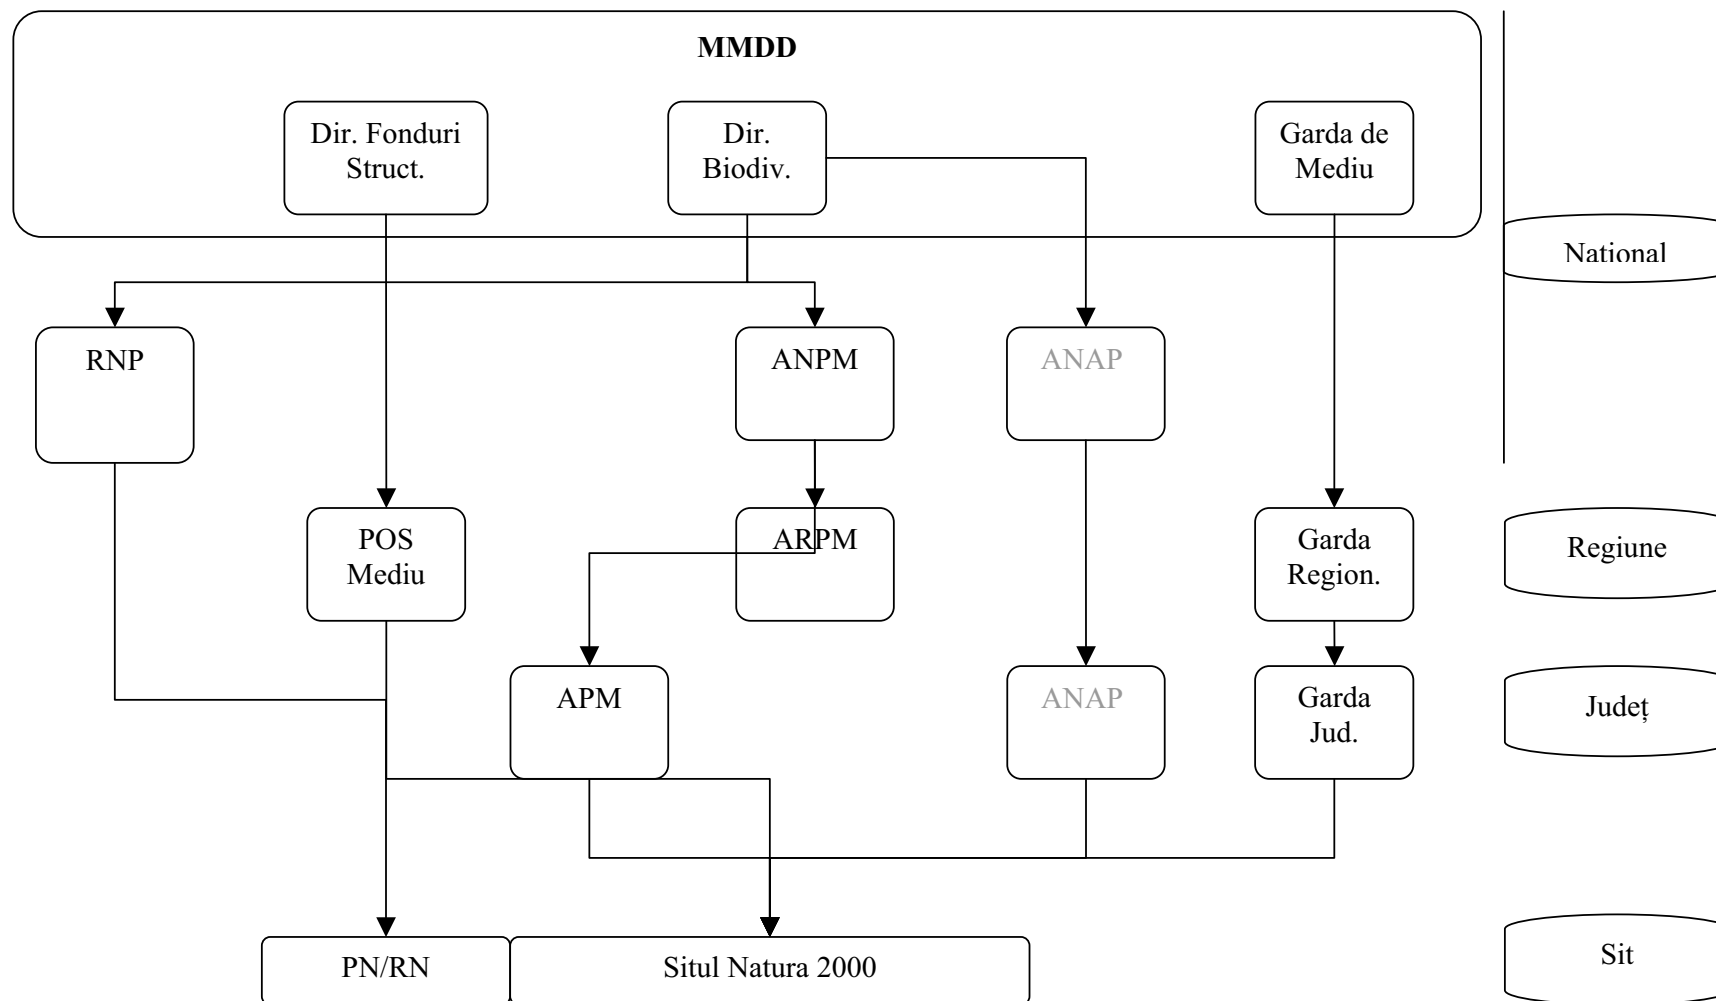 MMDD
Dir. Fonduri
Struct.
Dir.
Biodiv.
Garda de
Mediu
National
RNP
ANPM
ANAP
POS
Mediu
ARPM
Garda
Region.
Regiune
APM
ANAP
Garda
Jud.
Județ
PN/RN
Situl Natura 2000
Sit